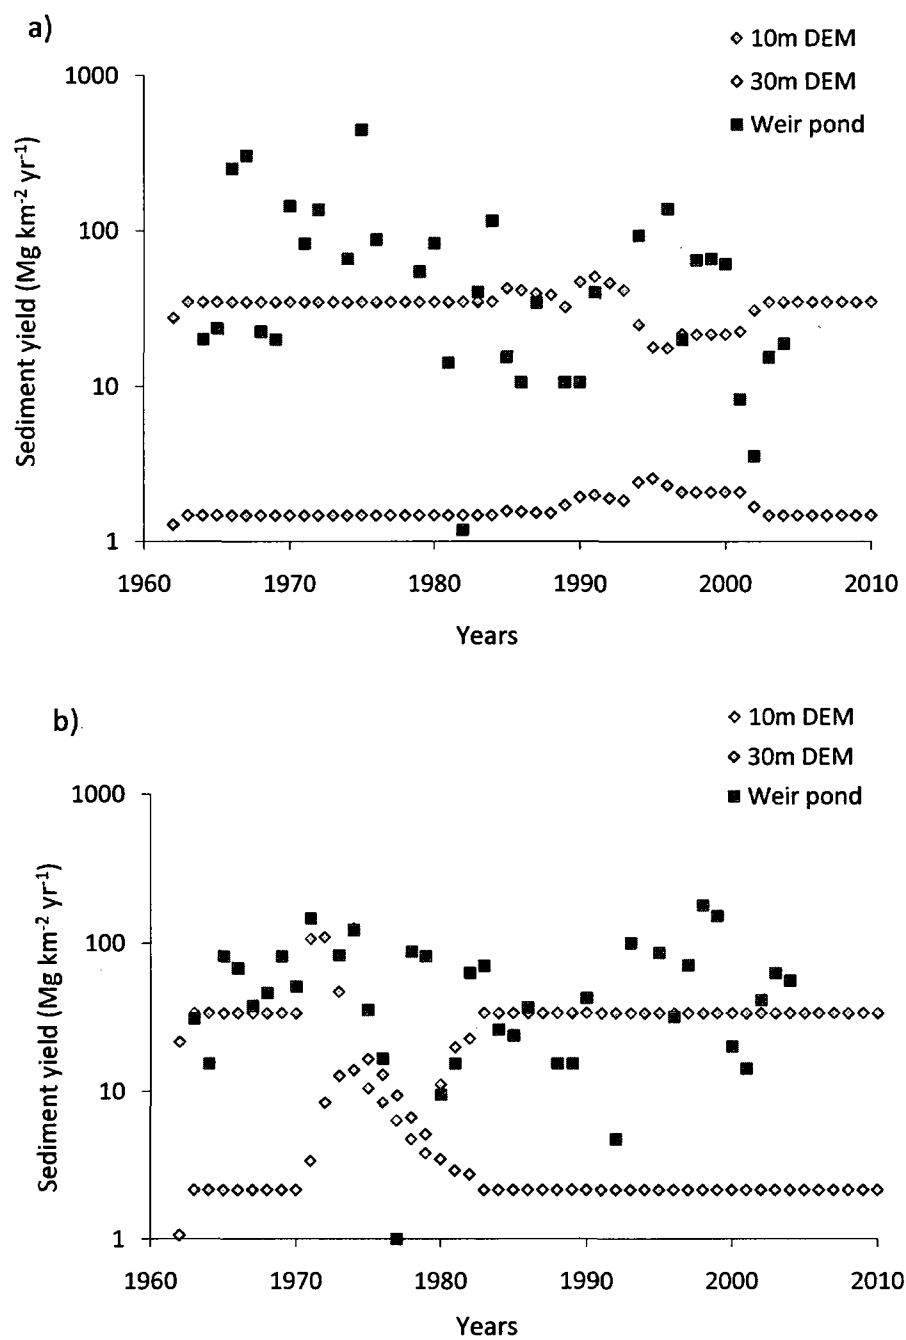 a)
10m DEM
30m DEM
Weir pond
1000
100
10
1
Sediment yield (Mg km⁻² yr⁻¹)
1960 1970 1980 1990 2000 2010
Years
b)
10m DEM
30m DEM
Weir pond
1000
100
10
1
Sediment yield (Mg km⁻² yr⁻¹)
1960 1970 1980 1990 2000 2010
Years